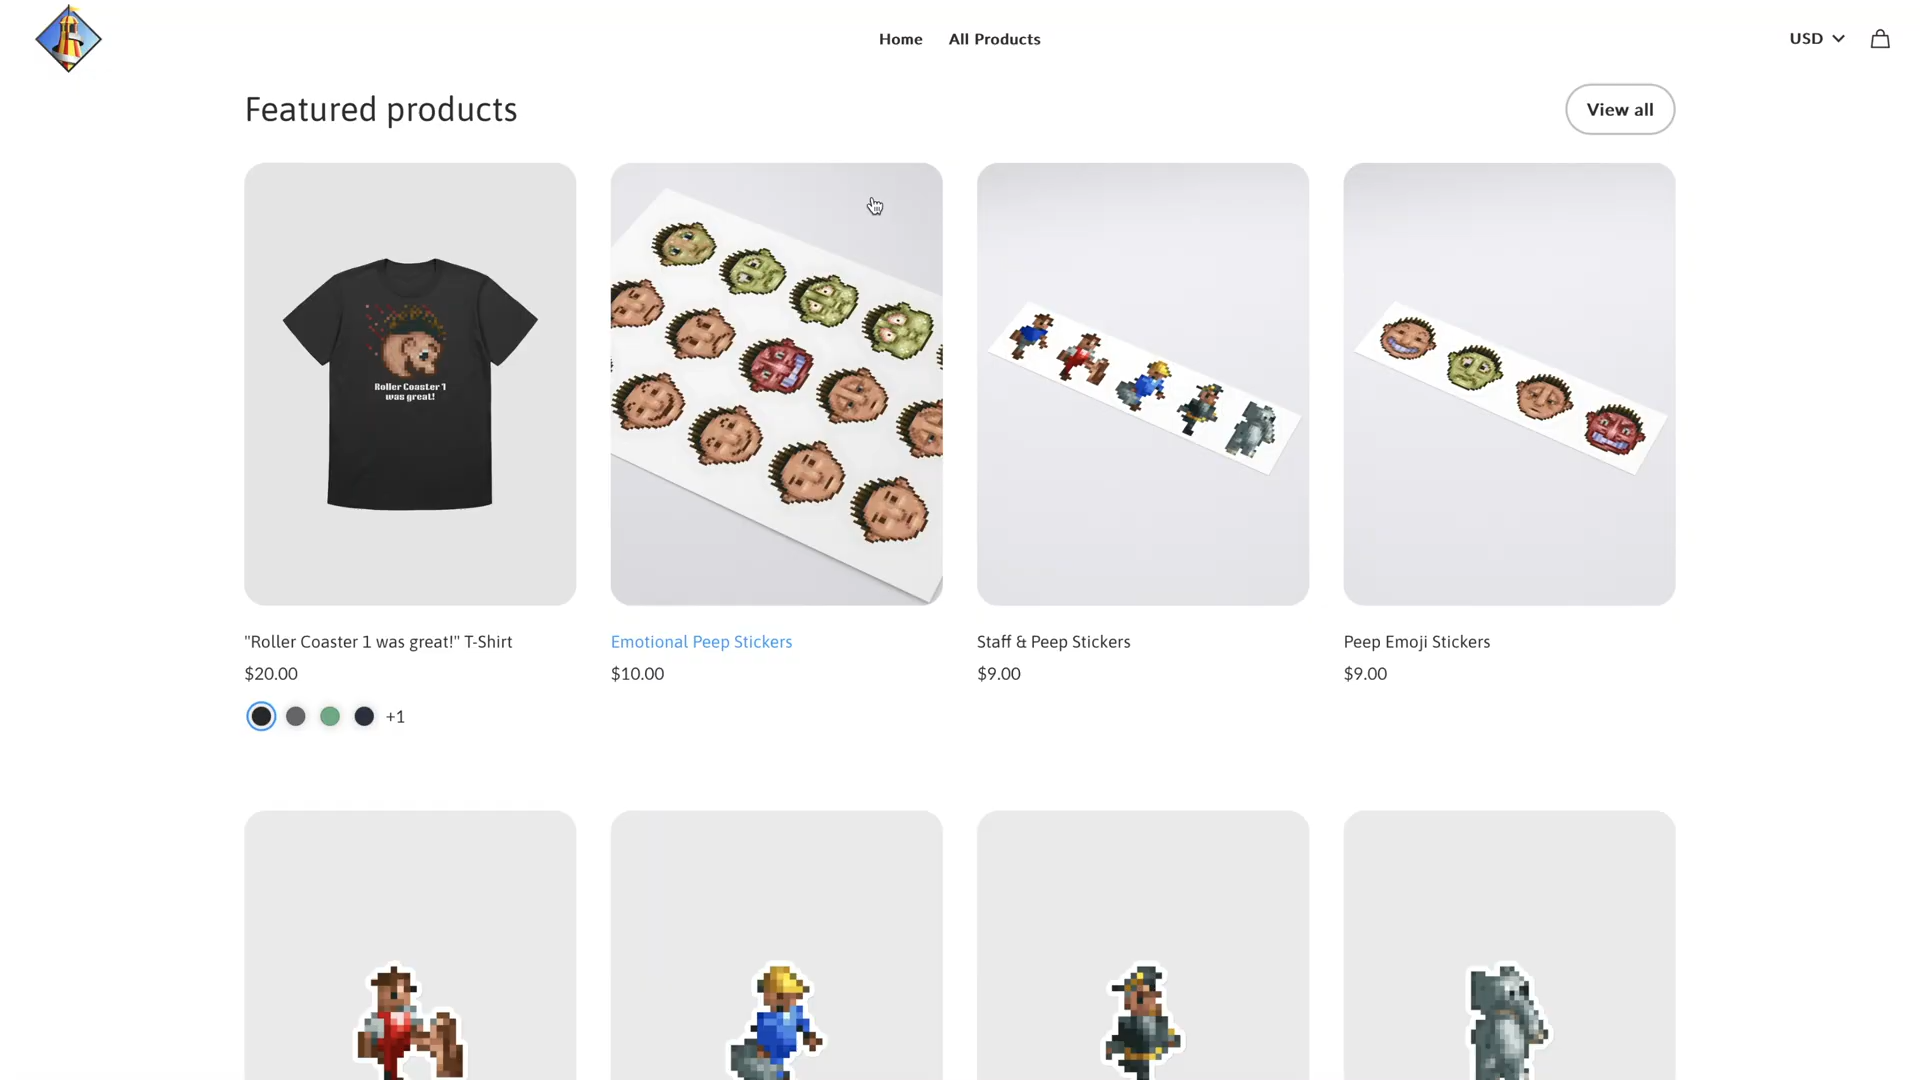 Home
All Products
USD
Featured products
View all
Roller Coaster 1
was great!
"Roller Coaster 1 was great!" T-Shirt
$20.00
+1
Emotional Peep Stickers
$10.00
Staff & Peep Stickers
$9.00
Peep Emoji Stickers
$9.00